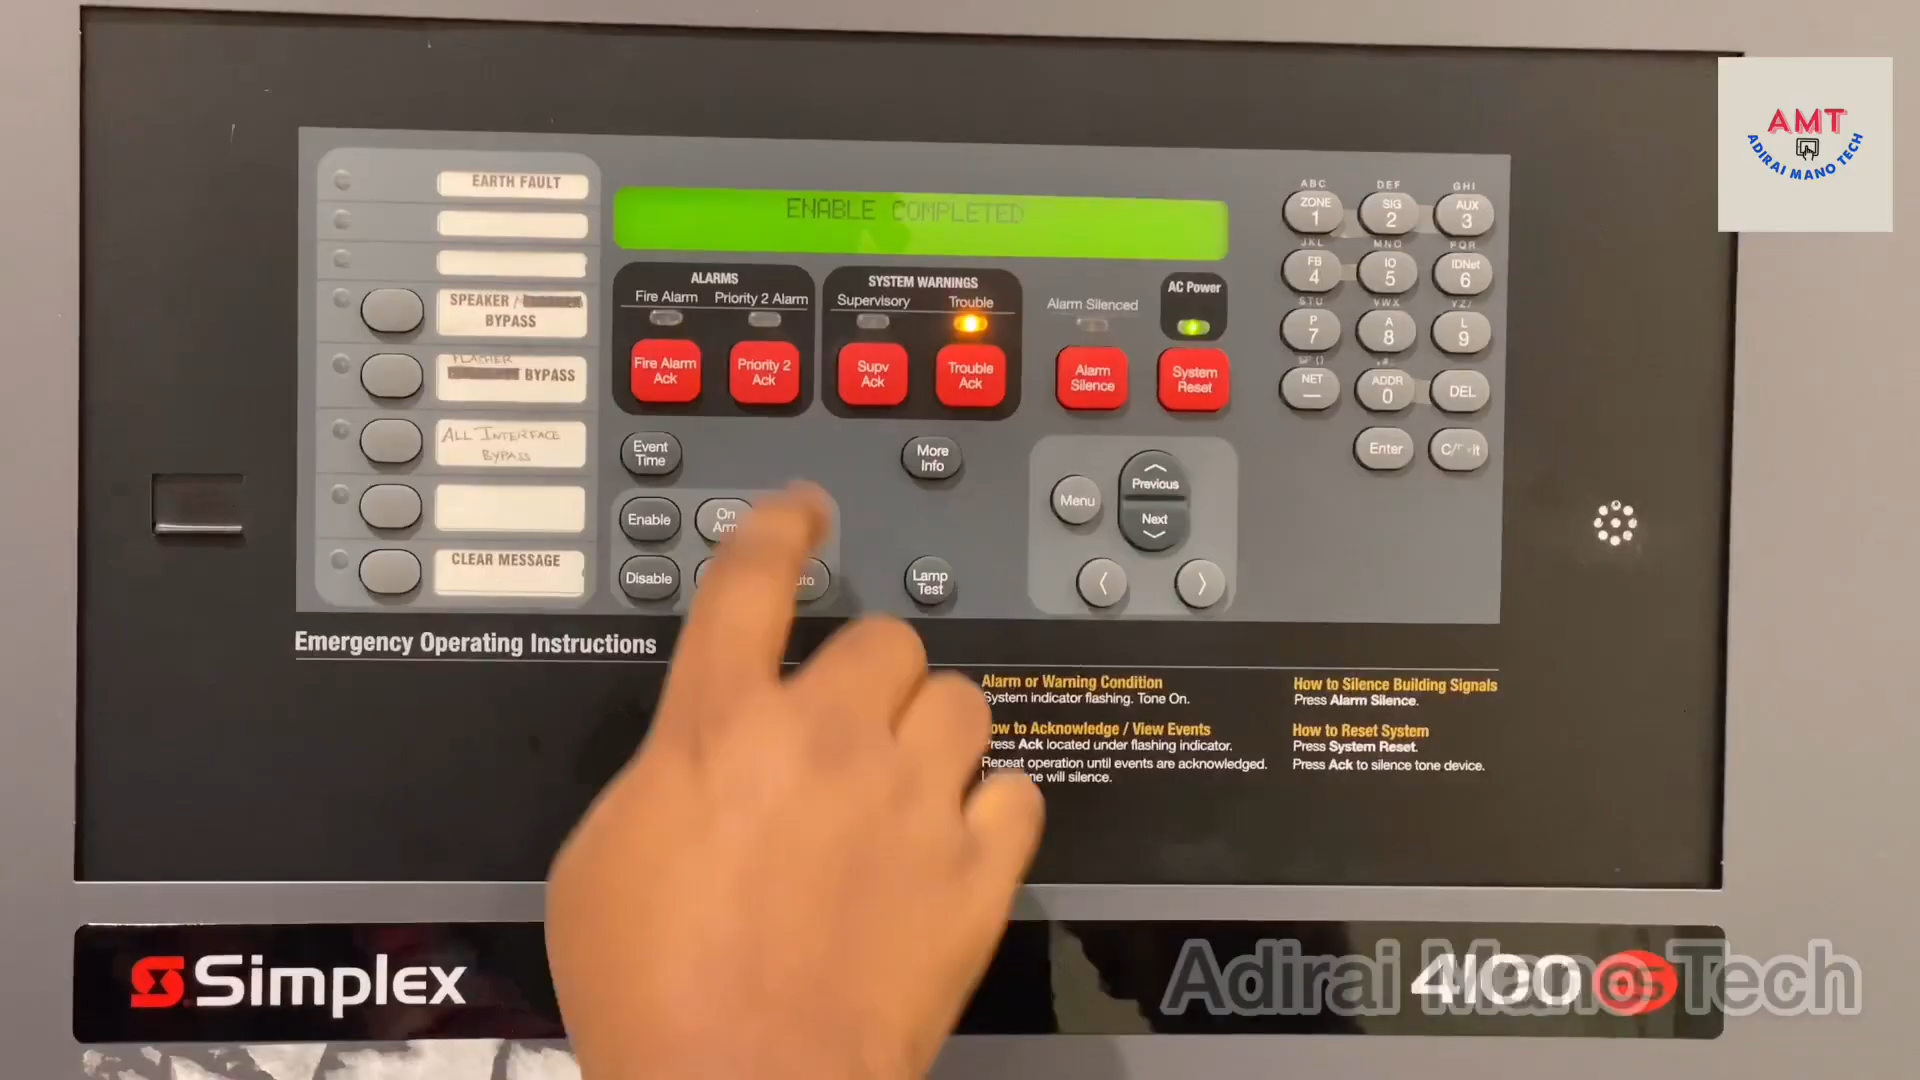 AMT
ADIRAI MANO TECH
EARTH FAULT
SPEAKER /
BYPASS
FLASHER
BYPASS
ALL INTERFACE
BYPASS
CLEAR MESSAGE
ENABLE COMPLETED
ALARMS
Fire Alarm
Priority 2 Alarm
SYSTEM WARNINGS
Supervisory
Trouble
Alarm Silenced
AC Power
Fire Alarm
Ack
Priority 2
Ack
Supv
Ack
Trouble
Ack
Alarm
Silence
System
Reset
Event
Time
More
Info
Enable
On
Arm
Disable
Lamp
Test
Menu
Previous
Next
ABC
ZONE
1
DEF
SIG
2
GHI
AUX
3
JKL
FB
4
MNO
IO
5
PQR
IDNet
6
STU
P
7
VWX
A
8
YZ/
L
9
SP ()
NET
—
, # :
ADDR
0
DEL
Enter
Emergency Operating Instructions
Alarm or Warning Condition
System indicator flashing. Tone On.
How to Acknowledge / View Events
Press Ack located under flashing indicator.
Repeat operation until events are acknowledged.
will silence.
How to Silence Building Signals
Press Alarm Silence.
How to Reset System
Press System Reset.
Press Ack to silence tone device.
Simplex
4100ES
Adirai Mano Tech